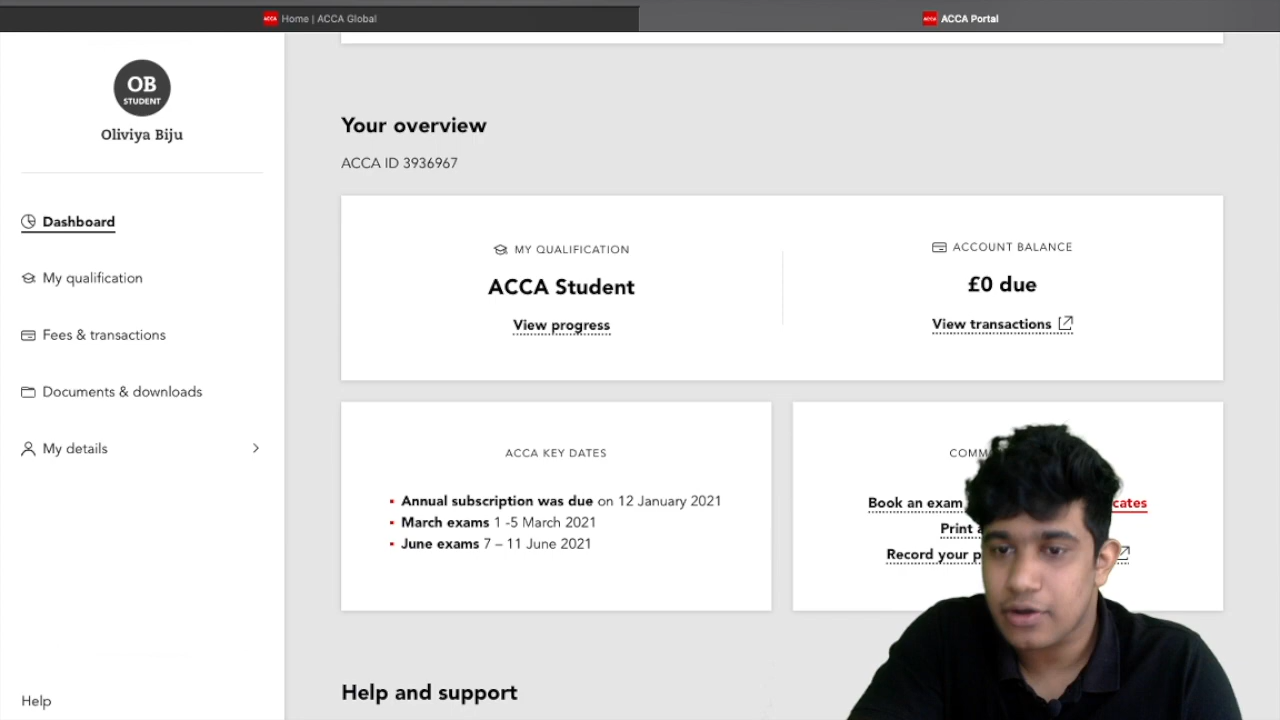 ACCA Home | ACCA Global
ACCA ACCA Portal
OB
STUDENT
Oliviya Biju
Dashboard
My qualification
Fees & transactions
Documents & downloads
My details
Help
Your overview
ACCA ID 3936967
MY QUALIFICATION
ACCA Student
View progress
ACCOUNT BALANCE
£0 due
View transactions
ACCA KEY DATES
Annual subscription was due on 12 January 2021
March exams 1 -5 March 2021
June exams 7 – 11 June 2021
Book an exam
Print
Record your
Help and support